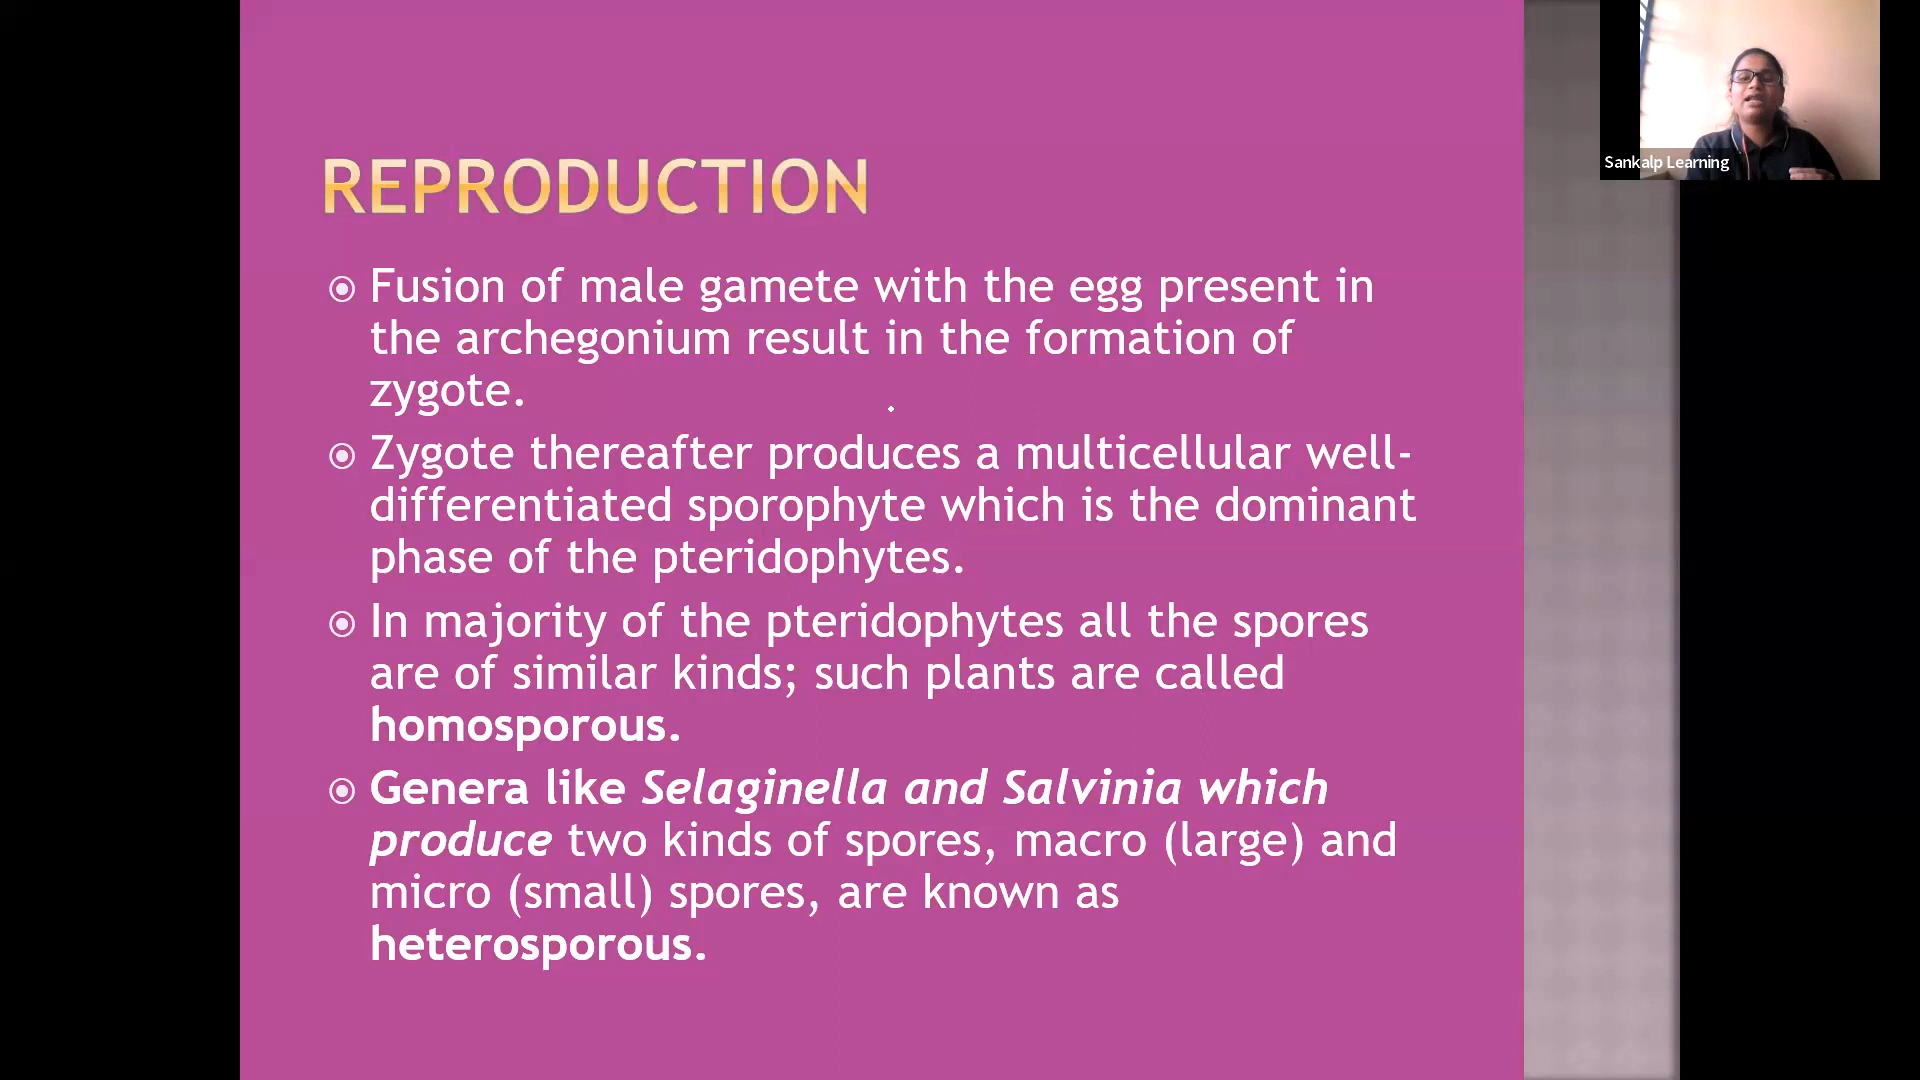 REPRODUCTION
Fusion of male gamete with the egg present in
the archegonium result in the formation of
zygote.
Zygote thereafter produces a multicellular well-
differentiated sporophyte which is the dominant
phase of the pteridophytes.
In majority of the pteridophytes all the spores
are of similar kinds; such plants are called
homosporous.
Genera like Selaginella and Salvinia which
produce two kinds of spores, macro (large) and
micro (small) spores, are known as
heterosporous.
Sankalp Learning